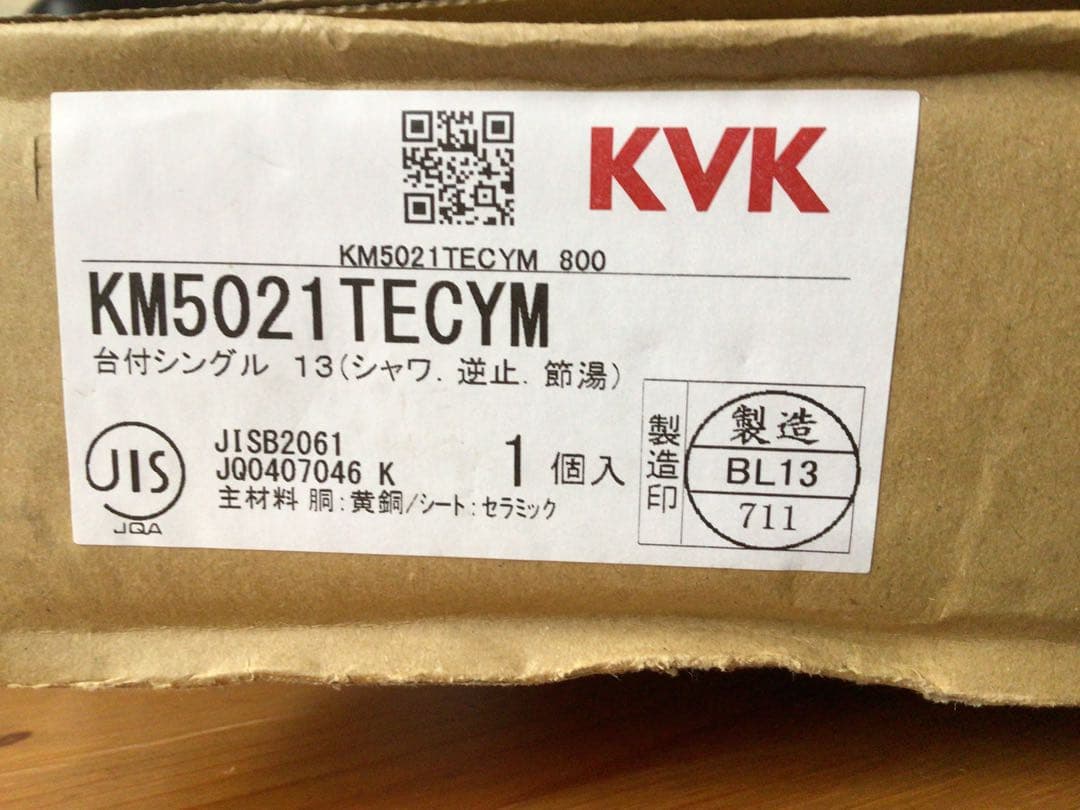 KVK
KM5021TECYM 800
KM5021TECYM
台付シングル 13(シャワ. 逆止. 節湯)
JIS
JQA
JISB2061
JQ0407046 K
主材料 胴:黄銅/シート:セラミック
1 個入
製造印
製造
BL13
711